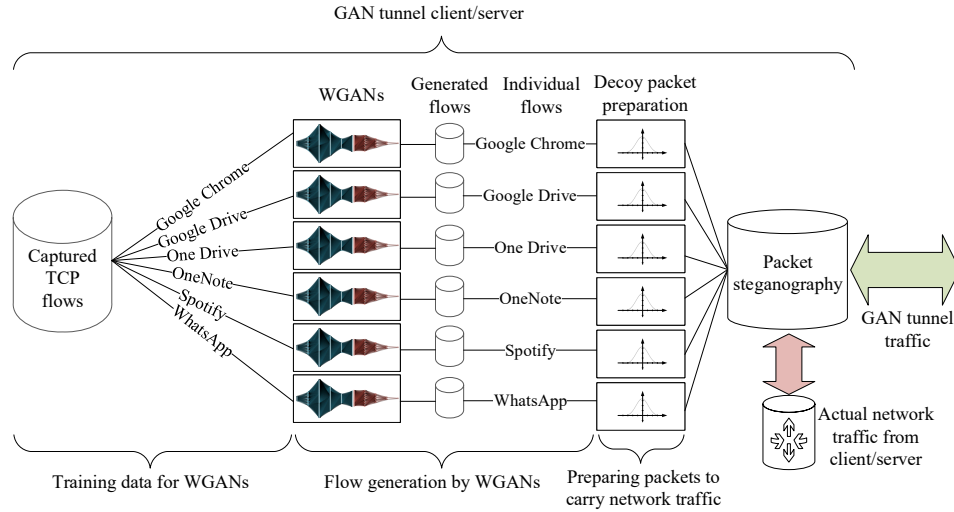 GAN tunnel client/server
WGANs
Generated
flows
Individual
flows
Decoy packet
preparation
Captured
TCP
flows
Google Chrome
Google Drive
One Drive
OneNote
Spotify
WhatsApp
Google Chrome
Google Drive
One Drive
OneNote
Spotify
WhatsApp
Packet
steganography
GAN tunnel
traffic
Actual network
traffic from
client/server
Training data for WGANs
Flow generation by WGANs
Preparing packets to
carry network traffic